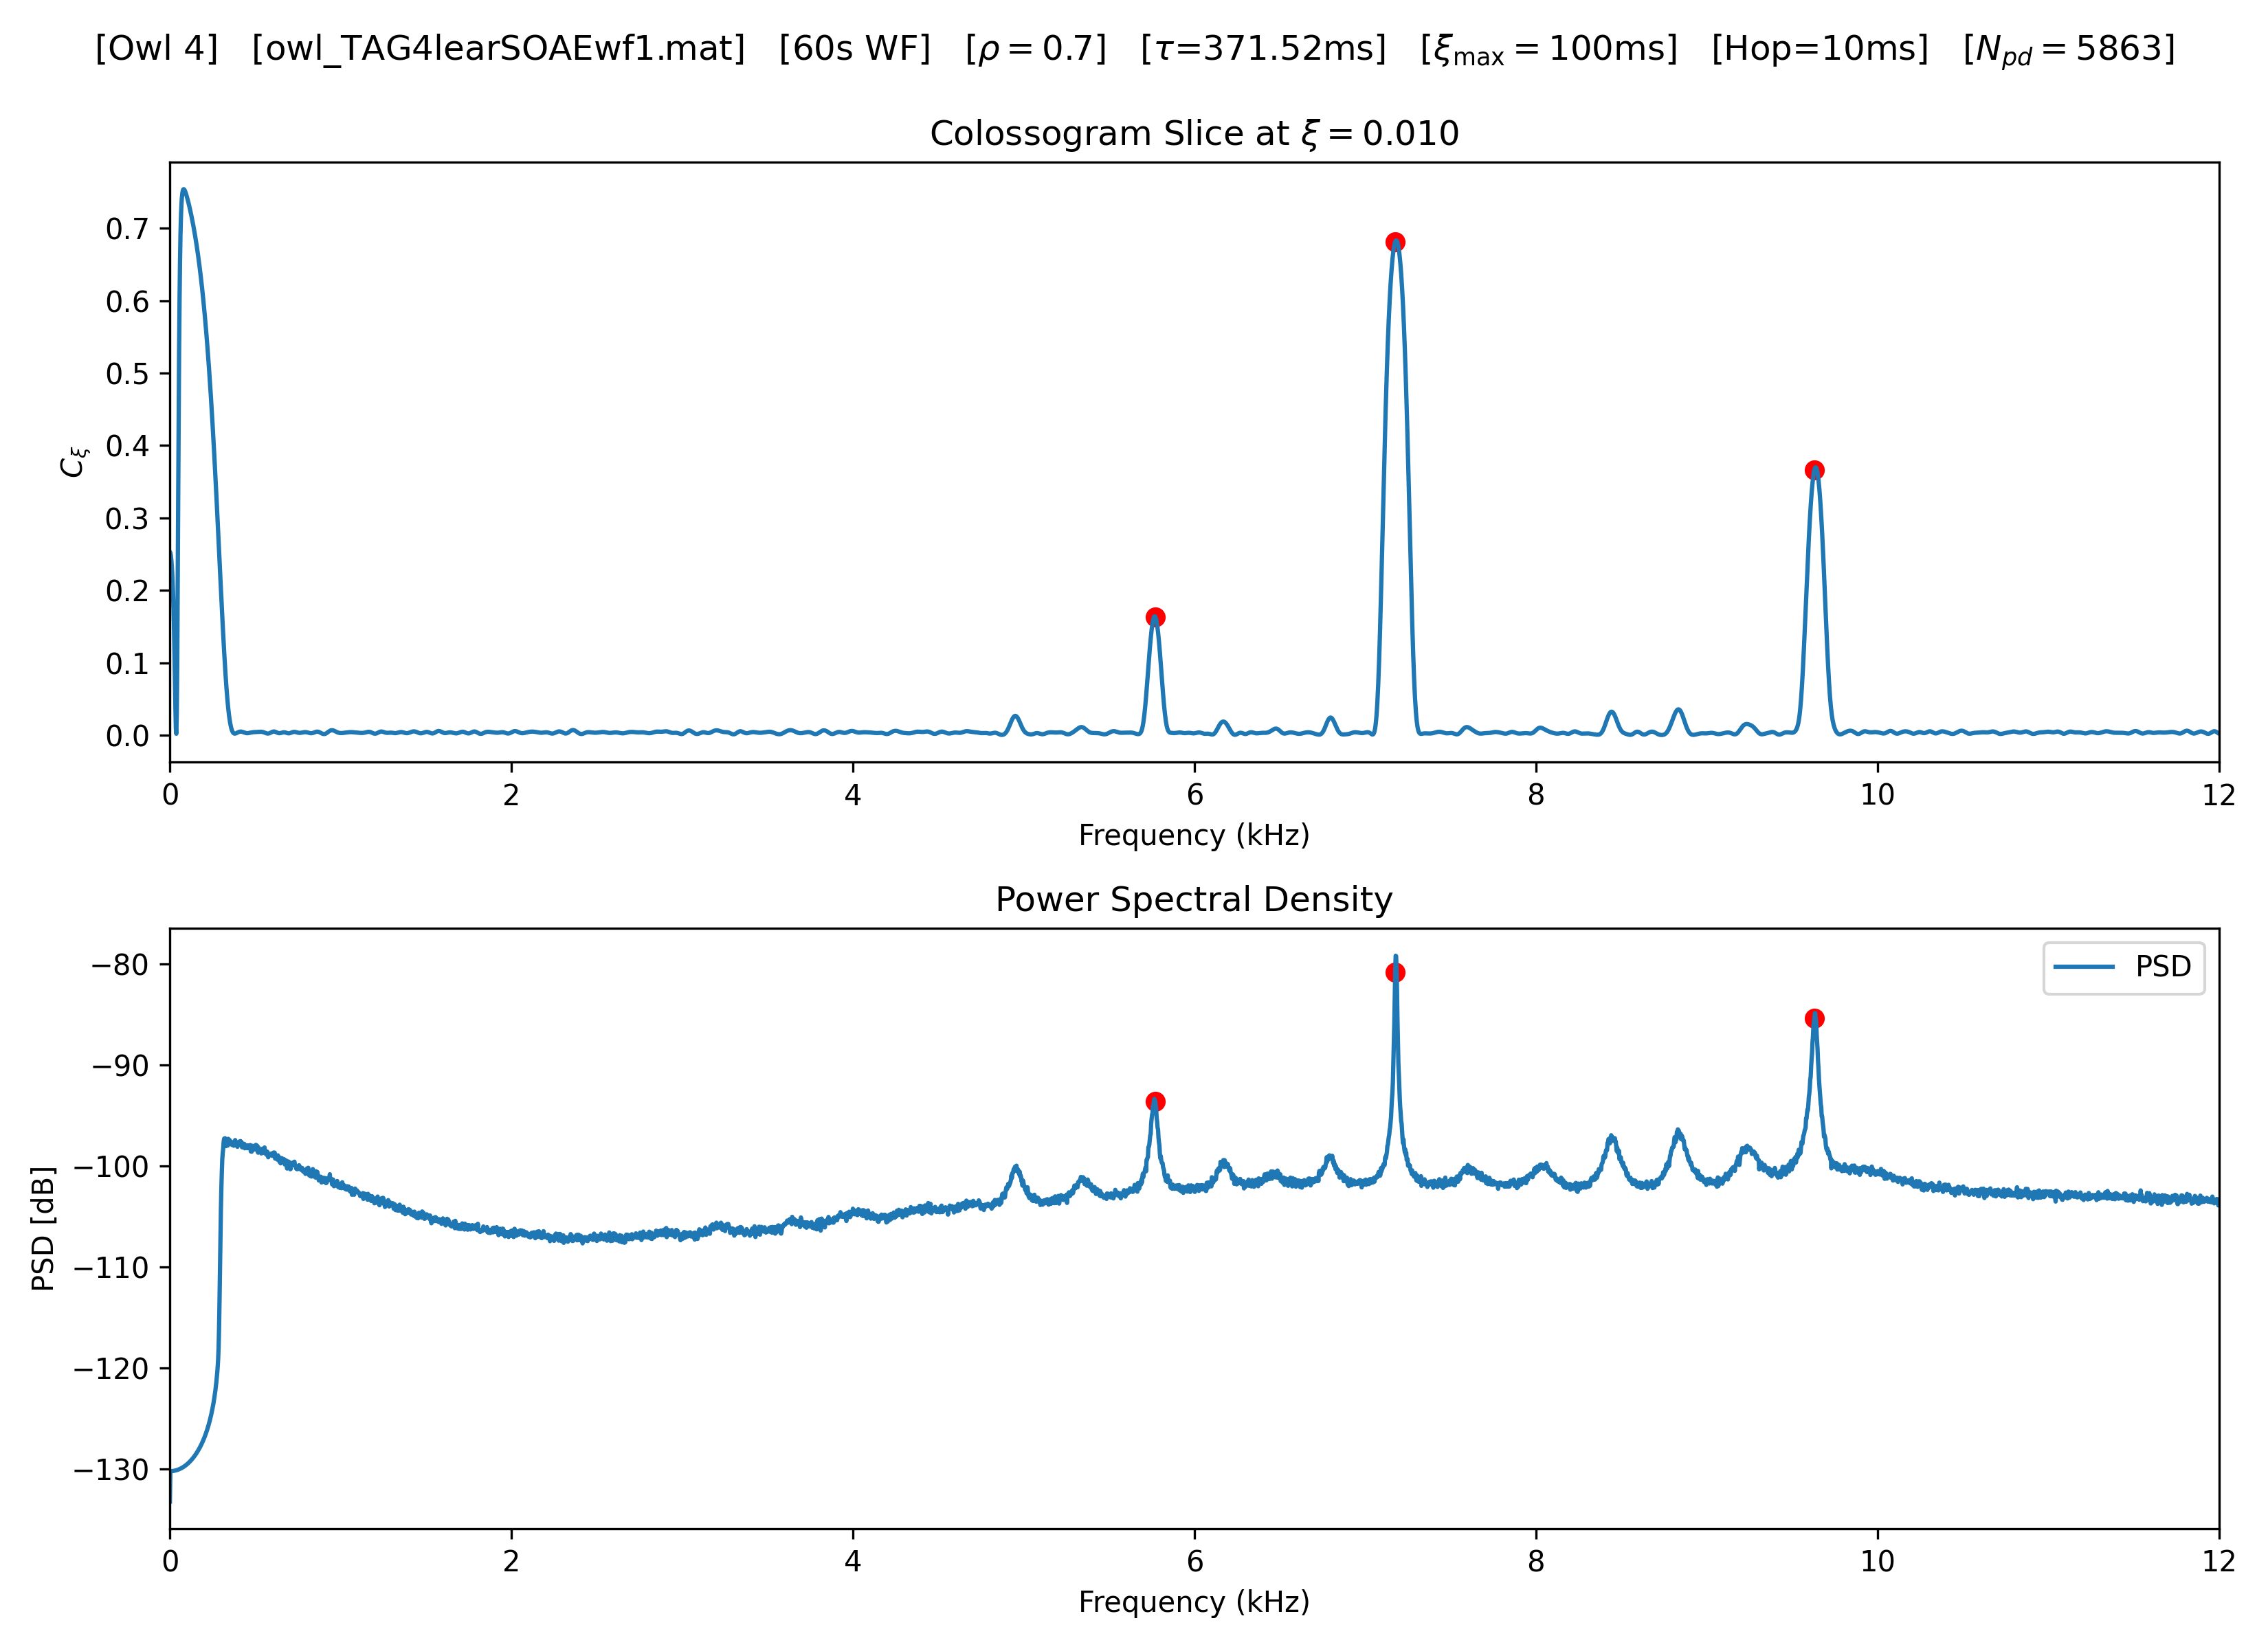 [Owl 4] [owl_TAG4learSOAEwf1.mat] [60s WF] [ρ = 0.7] [τ=371.52ms] [ξmax = 100ms] [Hop=10ms] [Npd = 5863]
Colossogram Slice at ξ = 0.010
Cξ
0.7
0.6
0.5
0.4
0.3
0.2
0.1
0.0
0 2 4 6 8 10 12
Frequency (kHz)
Power Spectral Density
PSD
PSD [dB]
−80
−90
−100
−110
−120
−130
0 2 4 6 8 10 12
Frequency (kHz)